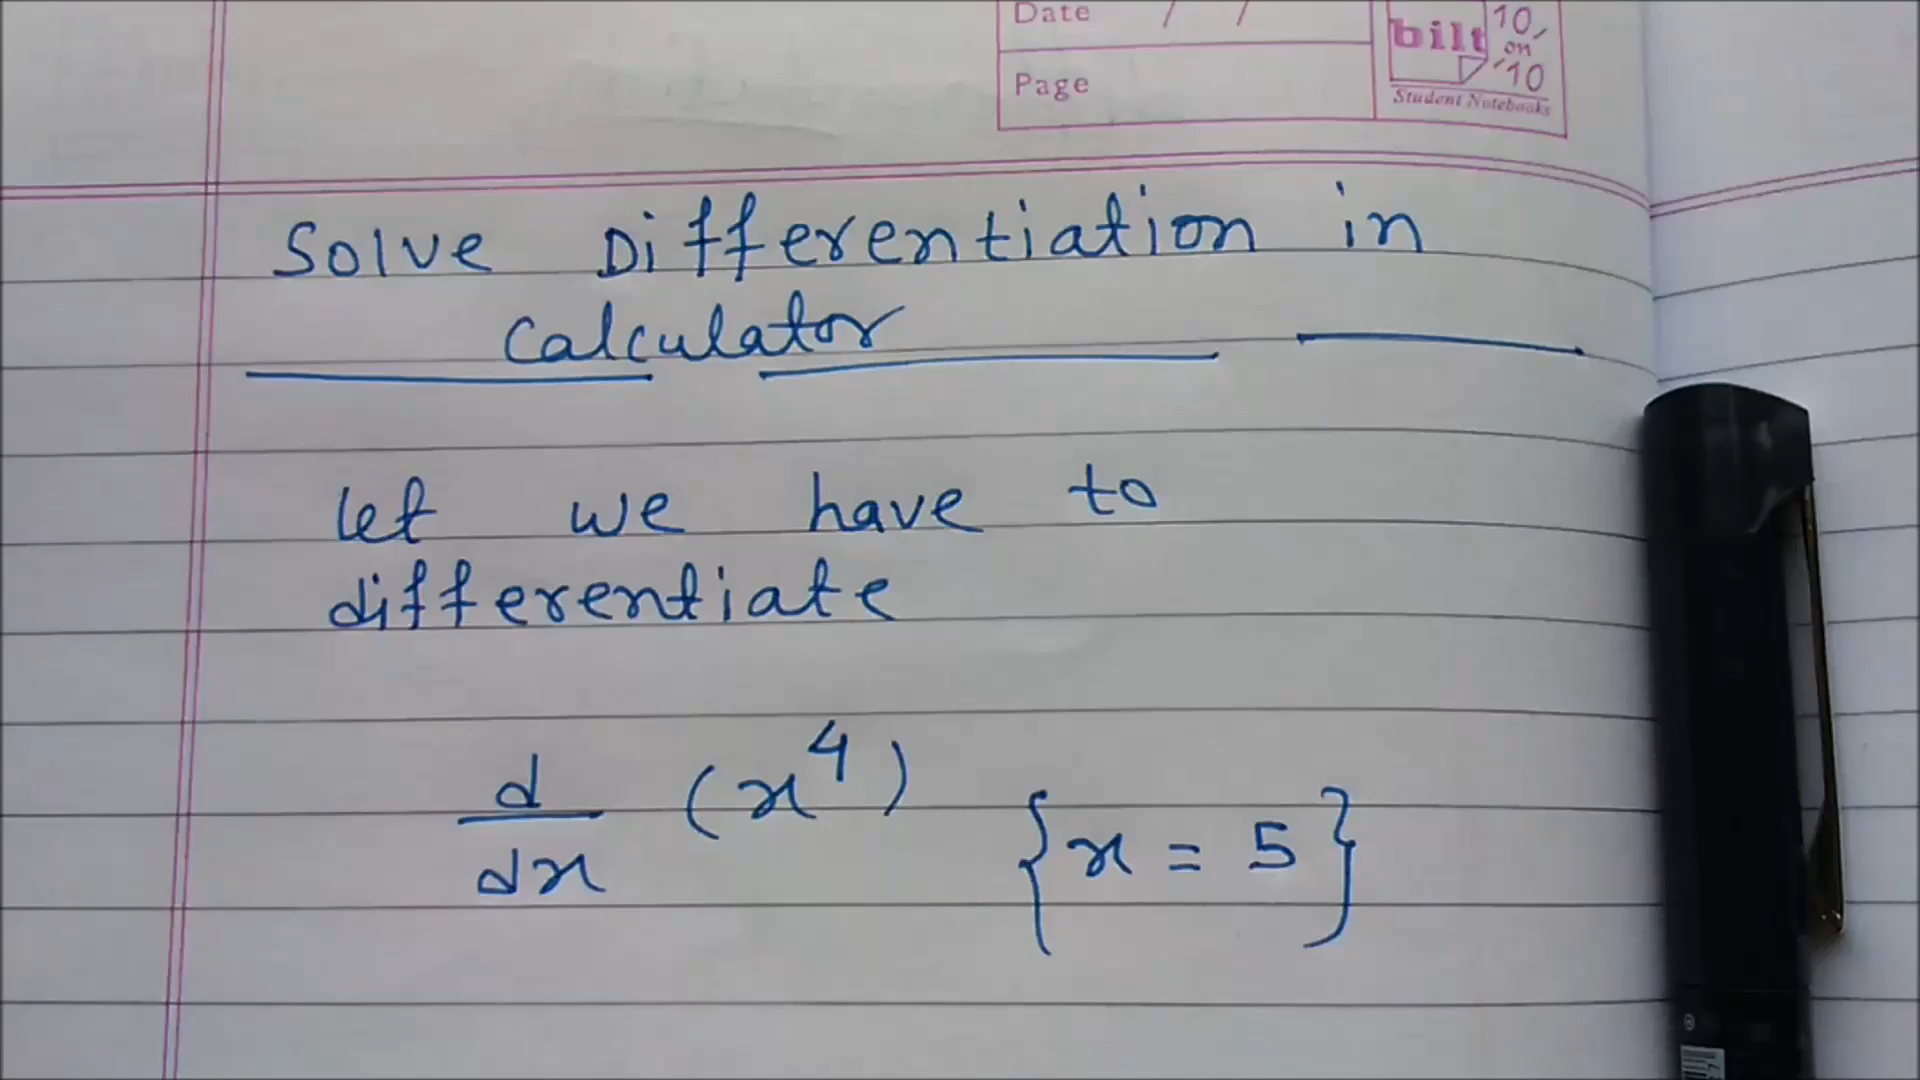 Date / /
Page
bilt 10 on 10
Student Notebooks
Solve Differentiation in
Calculator
let we have to
differentiate
d/dx (x⁴) {x = 5}